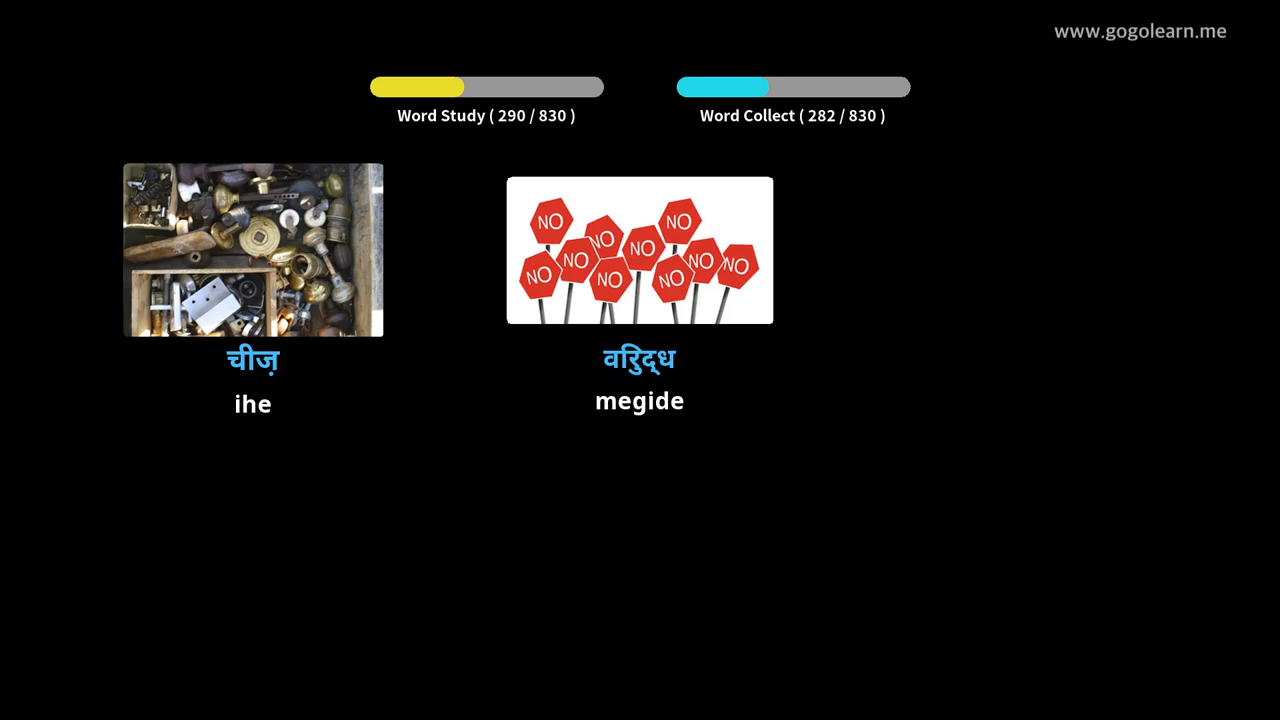 www.gogolearn.me
Word Study ( 290 / 830 )
Word Collect ( 282 / 830 )
NO
NO
NO
NO
NO
NO
NO
NO
NO
NO
चीज़
ihe
वरिुद्ध
megide